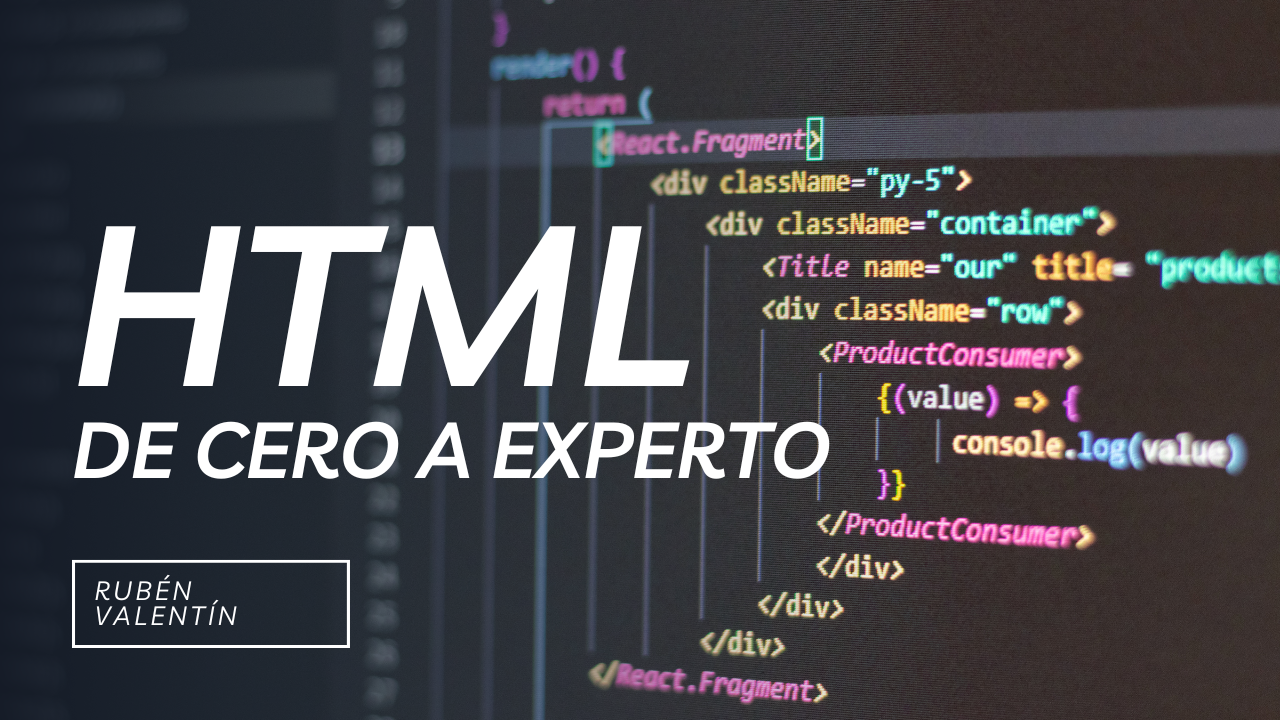 }
render() {
return (
<React.Fragment>
<div className="py-5">
<div className="container">
<Title name="our" title= "product
<div className="row">
<ProductConsumer>
{(value) => {
console.log(value)
}}
</ProductConsumer>
</div>
</div>
</div>
</React.Fragment>
HTML
DE CERO A EXPERTO
RUBÉN
VALENTÍN